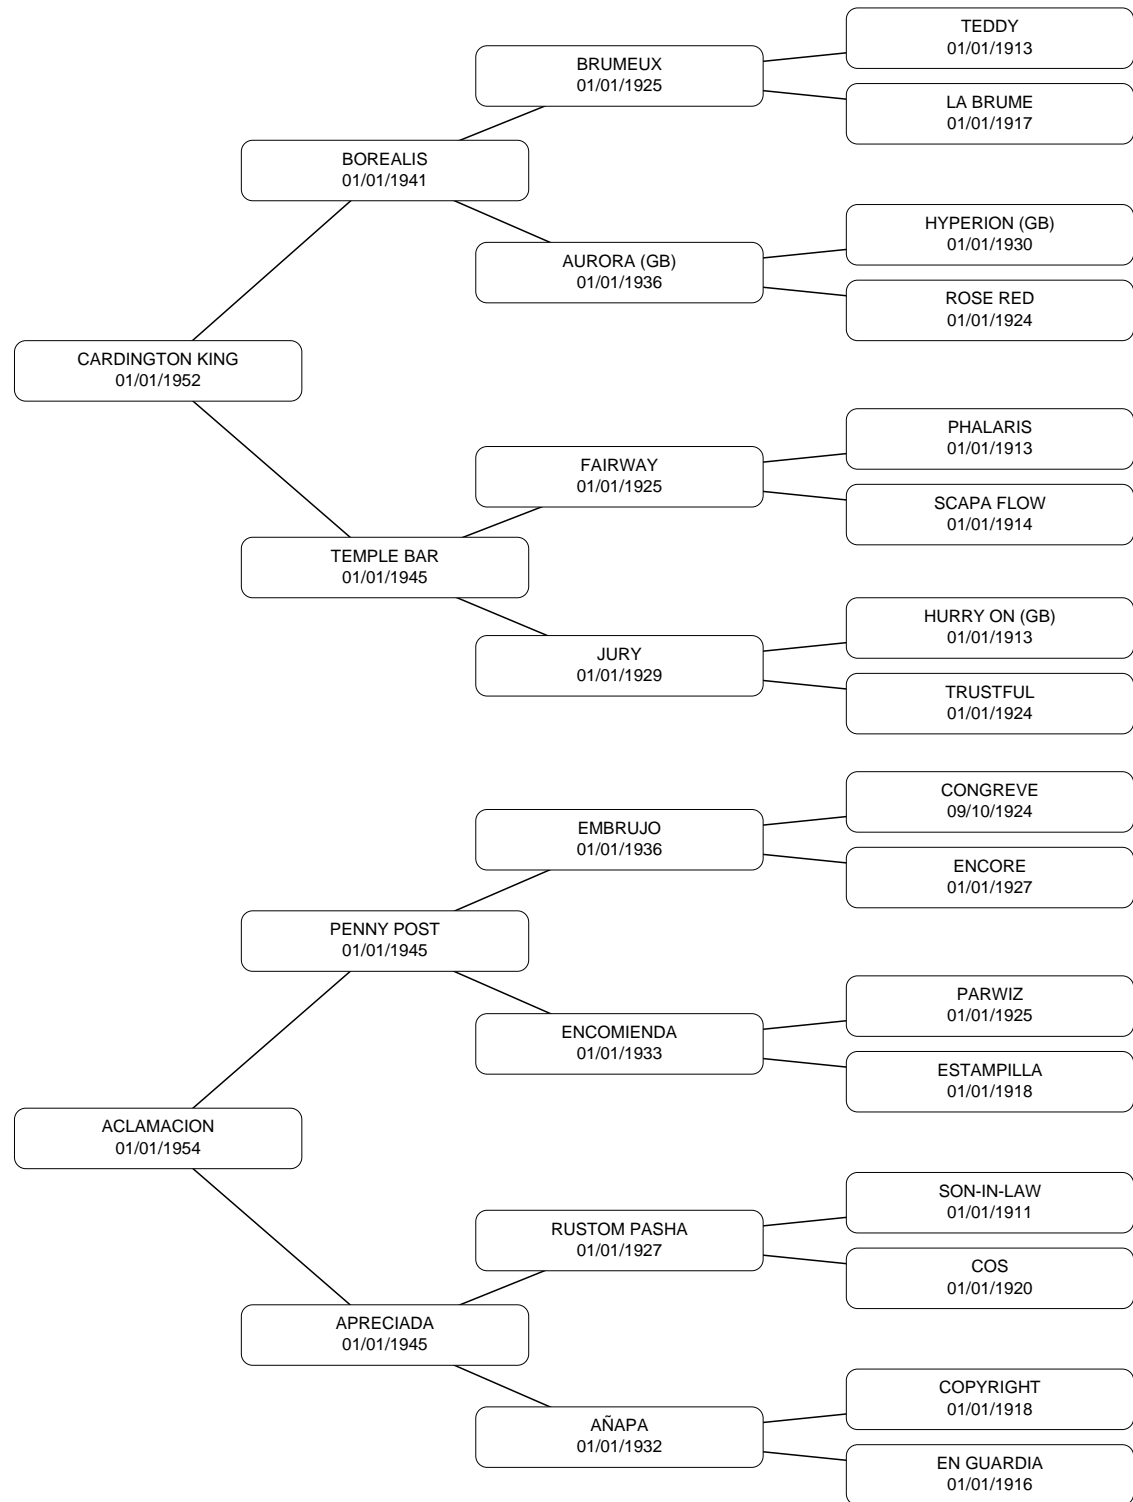 TEDDY
01/01/1913
BRUMEUX
01/01/1925
LA BRUME
01/01/1917
BOREALIS
01/01/1941
HYPERION (GB)
01/01/1930
AURORA (GB)
01/01/1936
ROSE RED
01/01/1924
CARDINGTON KING
01/01/1952
PHALARIS
01/01/1913
FAIRWAY
01/01/1925
SCAPA FLOW
01/01/1914
TEMPLE BAR
01/01/1945
HURRY ON (GB)
01/01/1913
JURY
01/01/1929
TRUSTFUL
01/01/1924
CONGREVE
09/10/1924
EMBRUJO
01/01/1936
ENCORE
01/01/1927
PENNY POST
01/01/1945
PARWIZ
01/01/1925
ENCOMIENDA
01/01/1933
ESTAMPILLA
01/01/1918
ACLAMACION
01/01/1954
SON-IN-LAW
01/01/1911
RUSTOM PASHA
01/01/1927
COS
01/01/1920
APRECIADA
01/01/1945
COPYRIGHT
01/01/1918
AÑAPA
01/01/1932
EN GUARDIA
01/01/1916